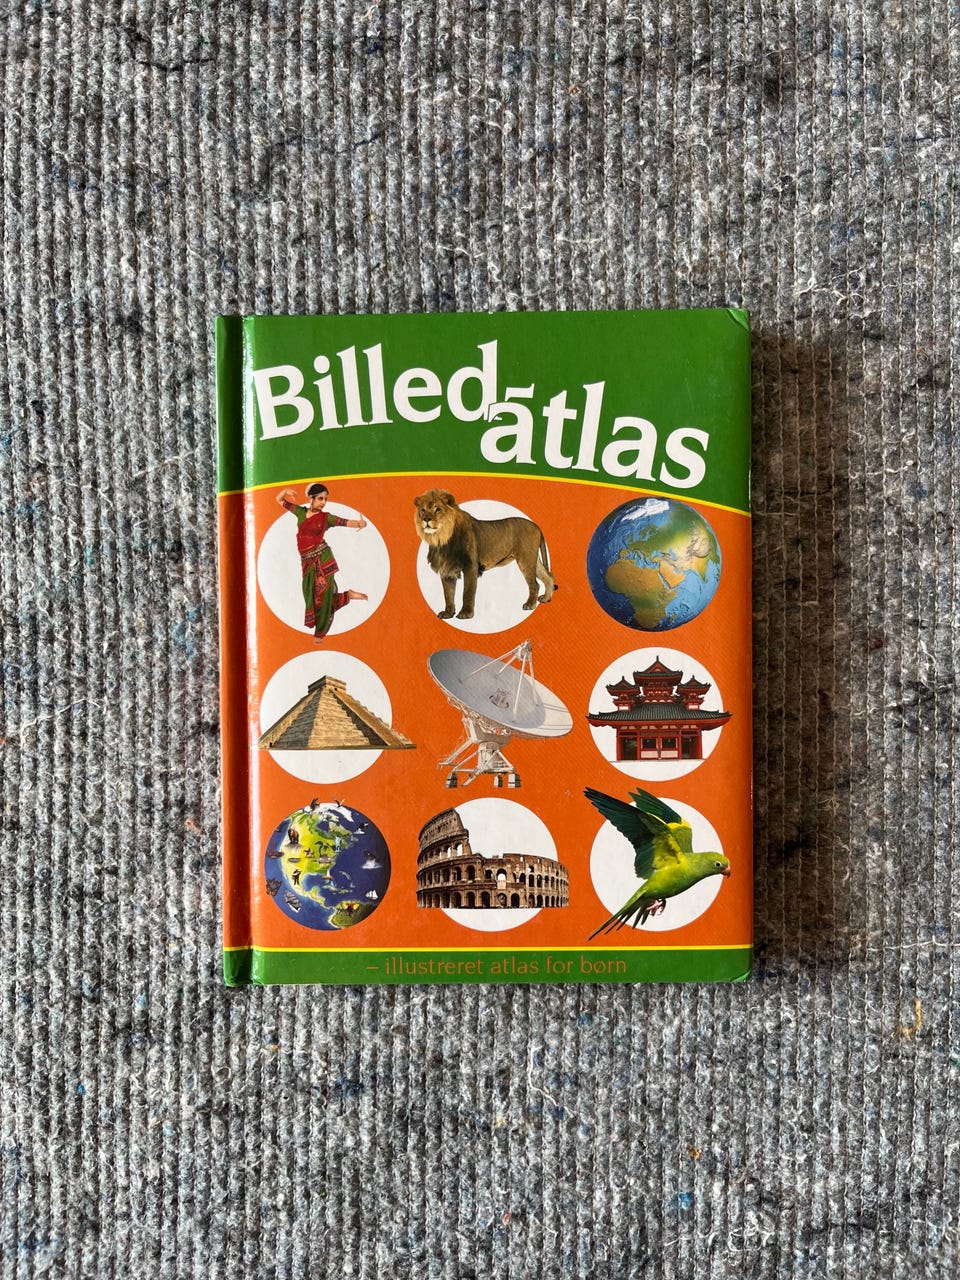 Billed-
atlas
– illustreret atlas for børn